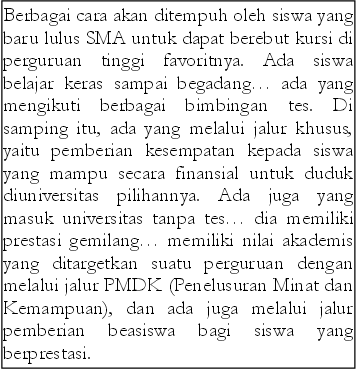 Berbagai cara akan ditempuh oleh siswa yang
baru lulus SMA untuk dapat berebut kursi di
perguruan tinggi favoritnya. Ada siswa
belajar keras sampai begadang… ada yang
mengikuti berbagai bimbingan tes. Di
samping itu, ada yang melalui jalur khusus,
yaitu pemberian kesempatan kepada siswa
yang mampu secara finansial untuk duduk
diuniversitas pilihannya. Ada juga yang
masuk universitas tanpa tes… dia memiliki
prestasi gemilang… memiliki nilai akademis
yang ditargetkan suatu perguruan dengan
melalui jalur PMDK (Penelusuran Minat dan
Kemampuan), dan ada juga melalui jalur
pemberian beasiswa bagi siswa yang
berprestasi.